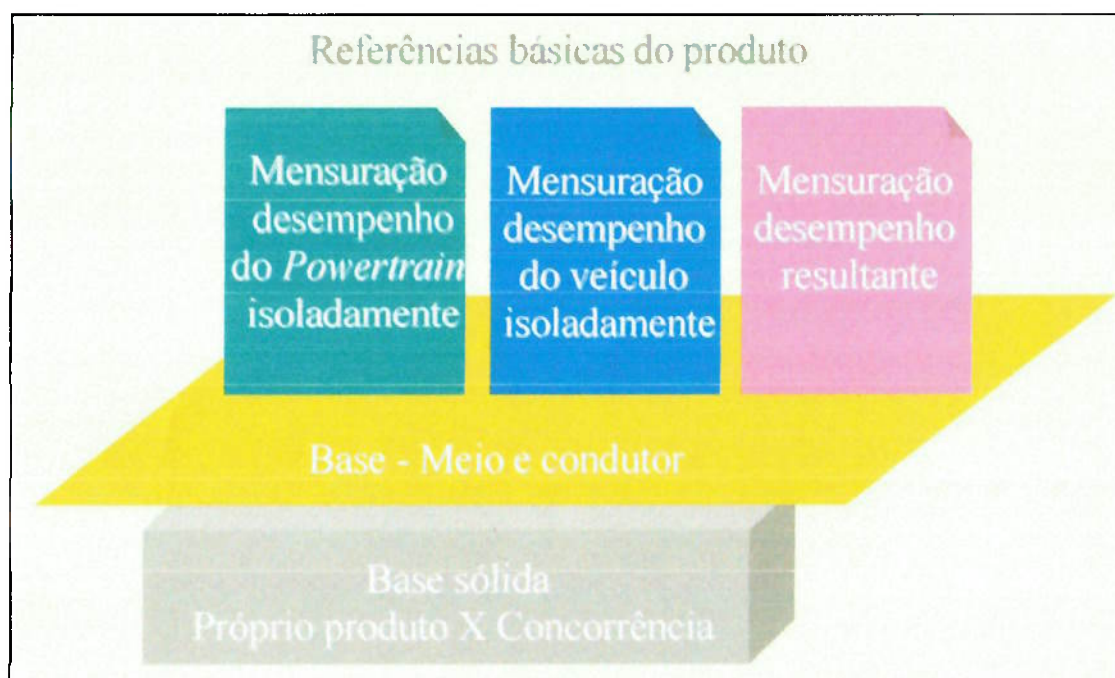 Referências básicas do produto
Mensuração
desempenho
do Powertrain
isoladamente
Mensuração
desempenho
do veículo
isoladamente
Mensuração
desempenho
resultante
Base - Meio e condutor
Base sólida
Próprio produto X Concorrência